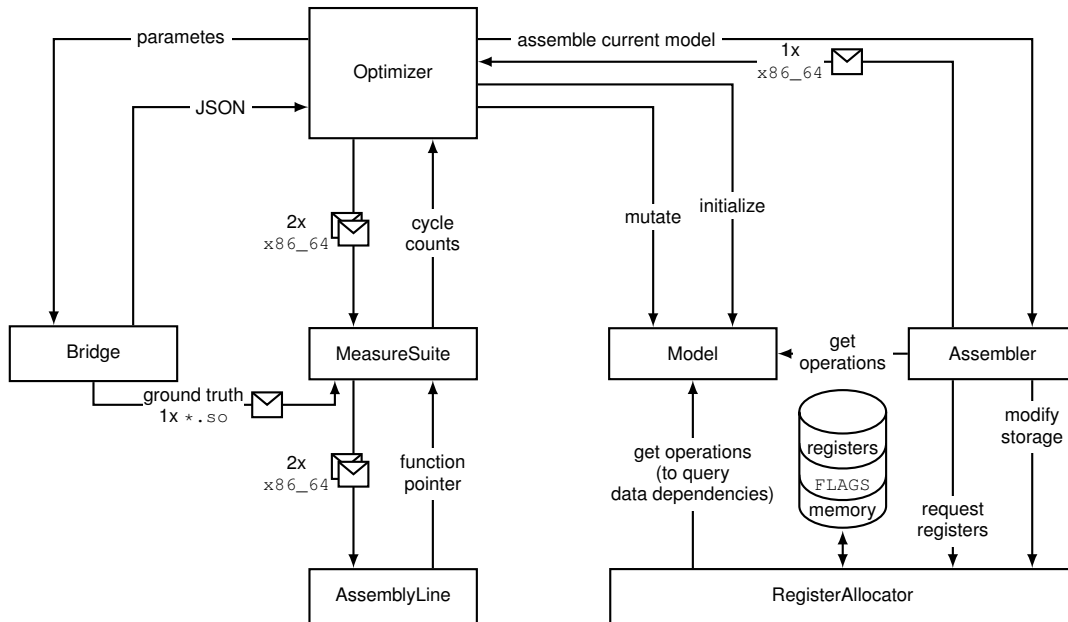 parametes
assemble current model
1x
x86_64
Optimizer
JSON
2x
x86_64
cycle
counts
mutate
initialize
Bridge
MeasureSuite
Model
get
operations
Assembler
ground truth
1x *.so
2x
x86_64
function
pointer
get operations
(to query
data dependencies)
registers
FLAGS
memory
modify
storage
request
registers
AssemblyLine
RegisterAllocator